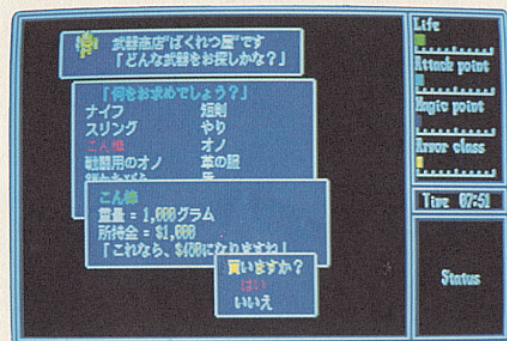 武器商店"ばくれつ屋"です
「どんな武器をお探しかな?」
「何をお求めでしょう?」
ナイフ 短剣
スリング やり
こん棒 オノ
戦闘用のオノ 革の服
こん棒
重量 = 1,000グラム
所持金 = $1,000
「これなら、$480になりますね」
買いますか?
はい
いいえ
Life
Attack point
Magic point
Armor class
Time 07:51
Status